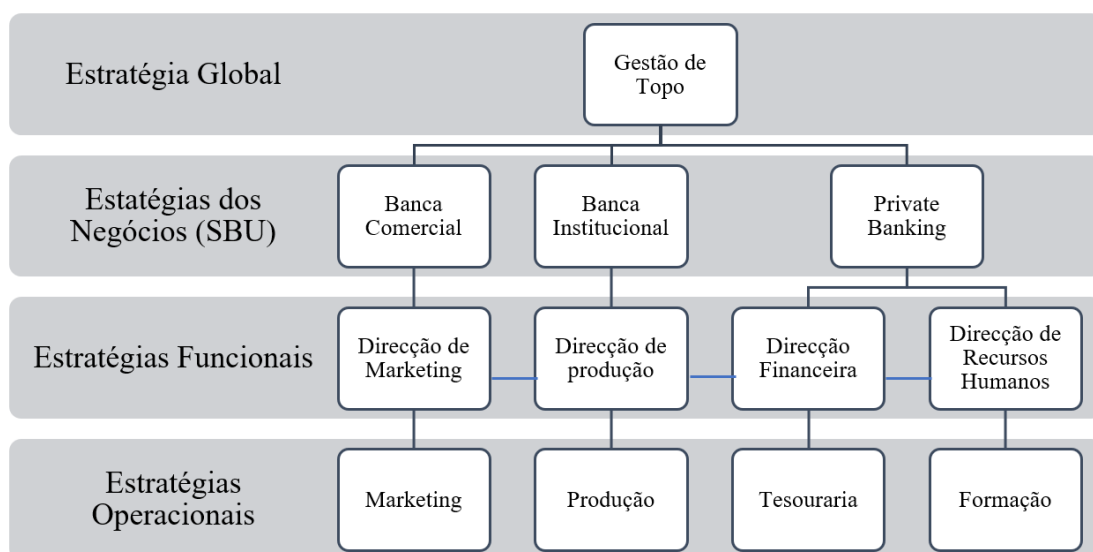 Estratégia Global
Gestão de
Topo
Estatégias dos
Negócios (SBU)
Banca
Comercial
Banca
Institucional
Private
Banking
Estratégias Funcionais
Direcção de
Marketing
Direcção de
produção
Direcção
Financeira
Direcção de
Recursos
Humanos
Estratégias
Operacionais
Marketing
Produção
Tesouraria
Formação